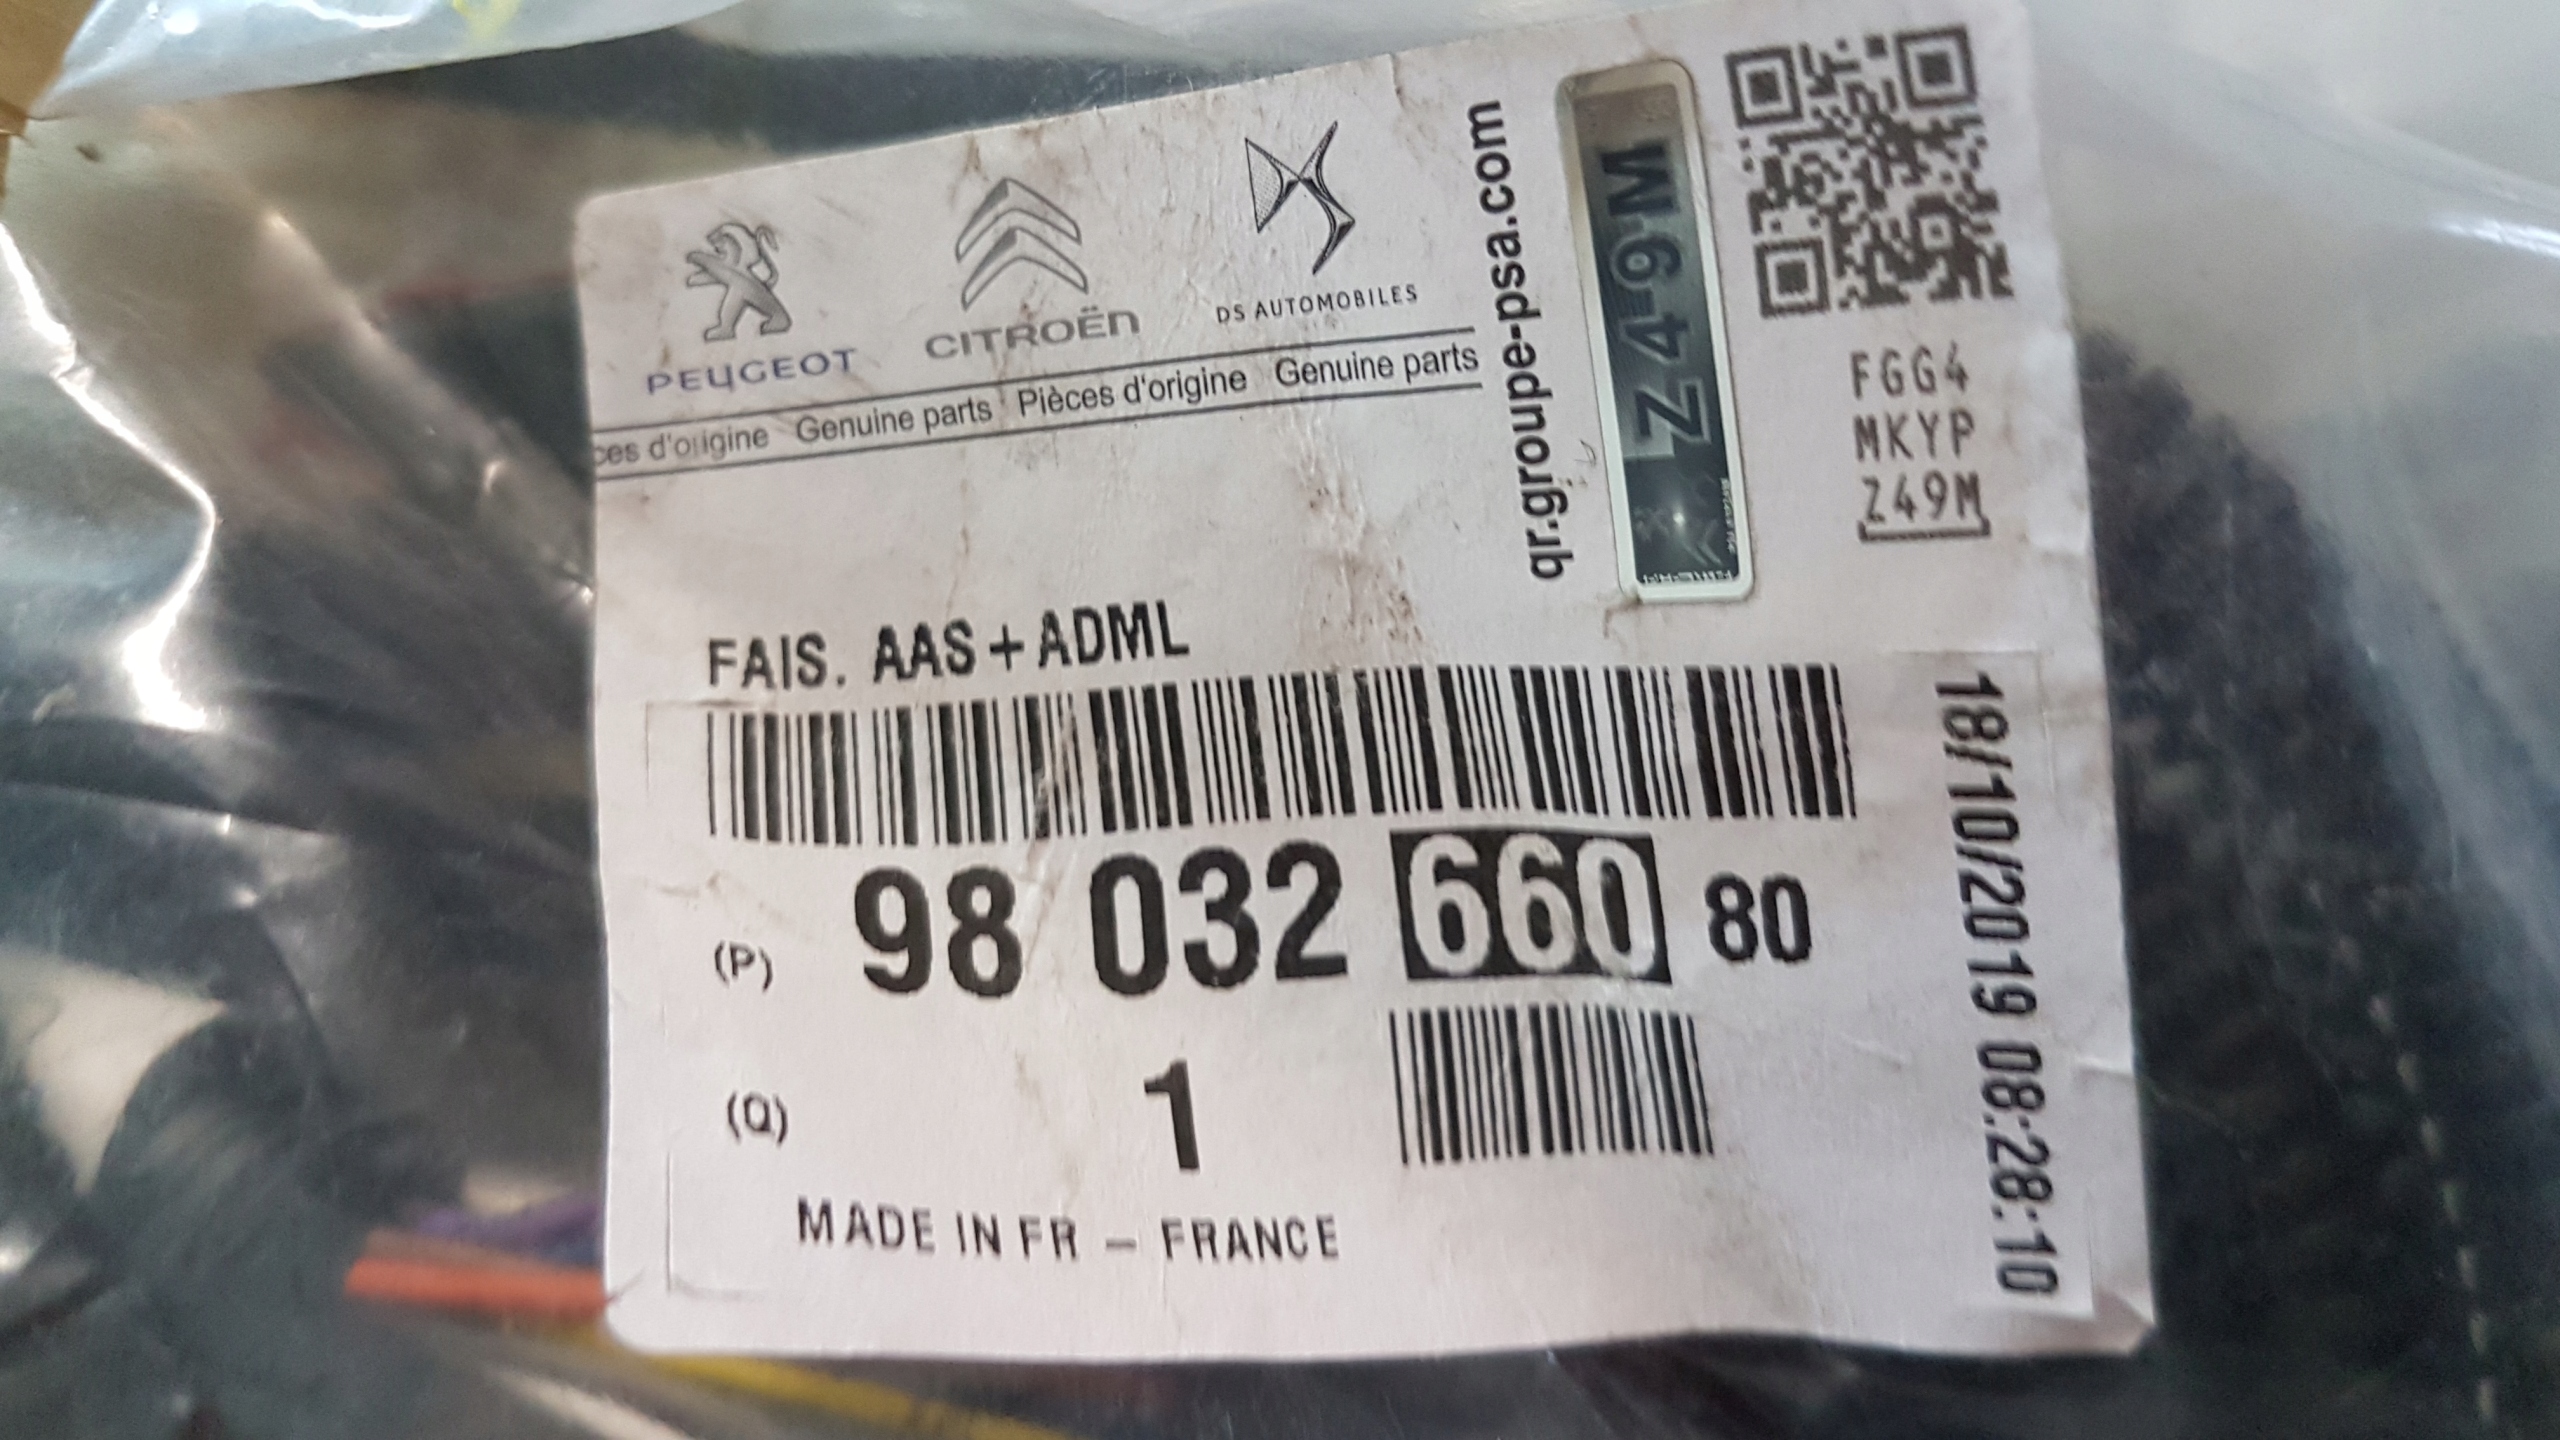 PEUGEOT
CITROËN
DS AUTOMOBILES
ces d'origine Genuine parts Pièces d'origine Genuine parts
qr.groupe-psa.com
Z49M
FGG4
MKYP
Z49M
FAIS. AAS+ADML
(P) 98 032 660 80
(Q) 1
MADE IN FR – FRANCE
18/10/2019 08:28:10